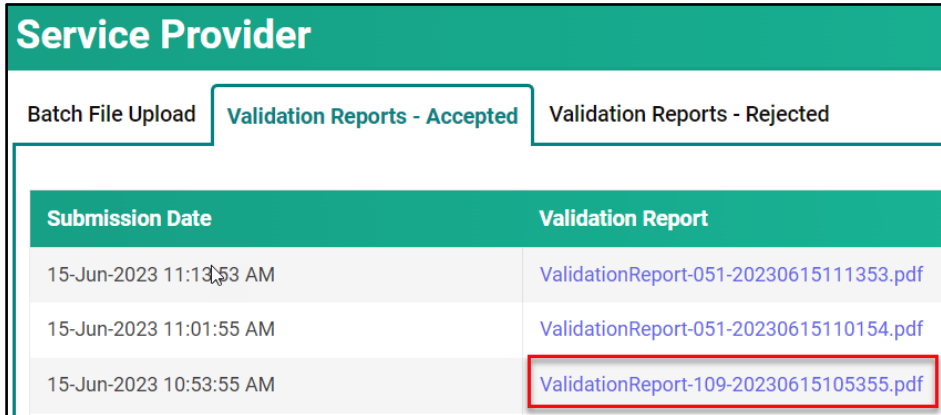 Service Provider
Batch File Upload Validation Reports - Accepted Validation Reports - Rejected
Submission Date Validation Report
15-Jun-2023 11:13:53 AM ValidationReport-051-20230615111353.pdf
15-Jun-2023 11:01:55 AM ValidationReport-051-20230615110154.pdf
15-Jun-2023 10:53:55 AM ValidationReport-109-20230615105355.pdf